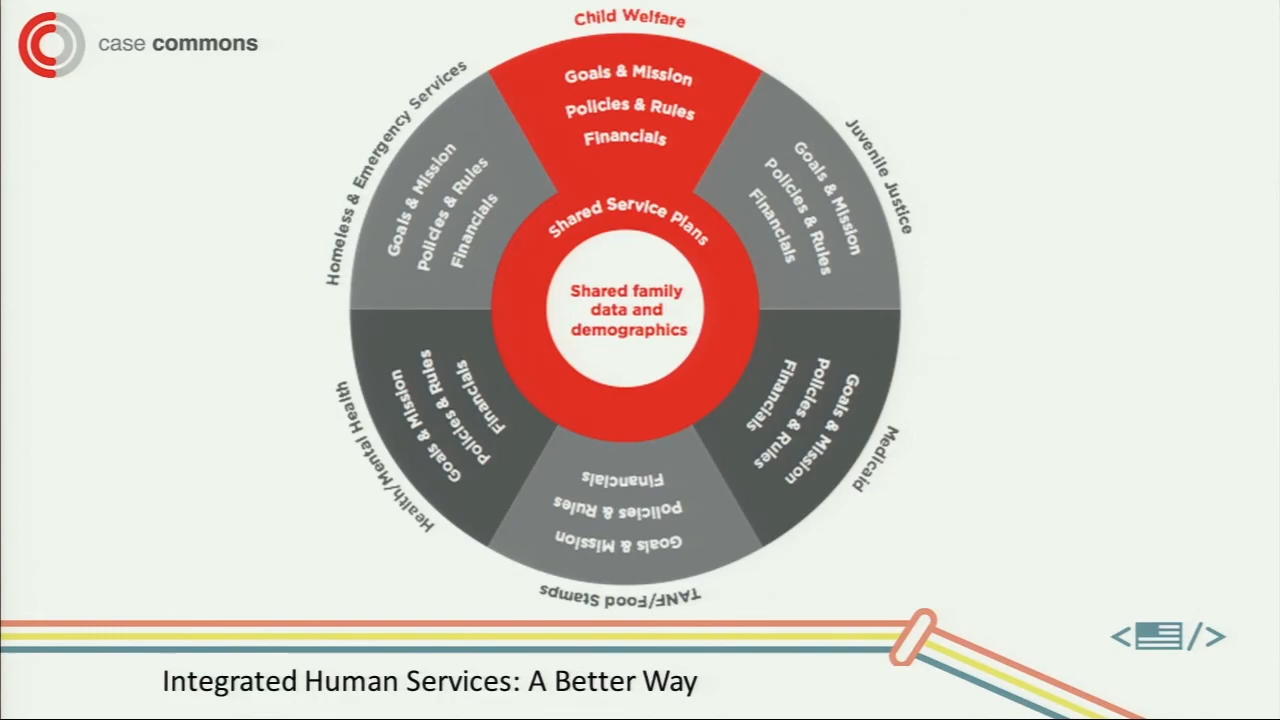 case commons
Child Welfare
Goals & Mission
Policies & Rules
Financials
Juvenile Justice
Goals & Mission
Policies & Rules
Financials
Medicaid
Goals & Mission
Policies & Rules
Financials
TANF/Food Stamps
Goals & Mission
Policies & Rules
Financials
Health/Mental Health
Goals & Mission
Policies & Rules
Financials
Homeless & Emergency Services
Goals & Mission
Policies & Rules
Financials
Shared Service Plans
Shared family
data and
demographics
< />
Integrated Human Services: A Better Way